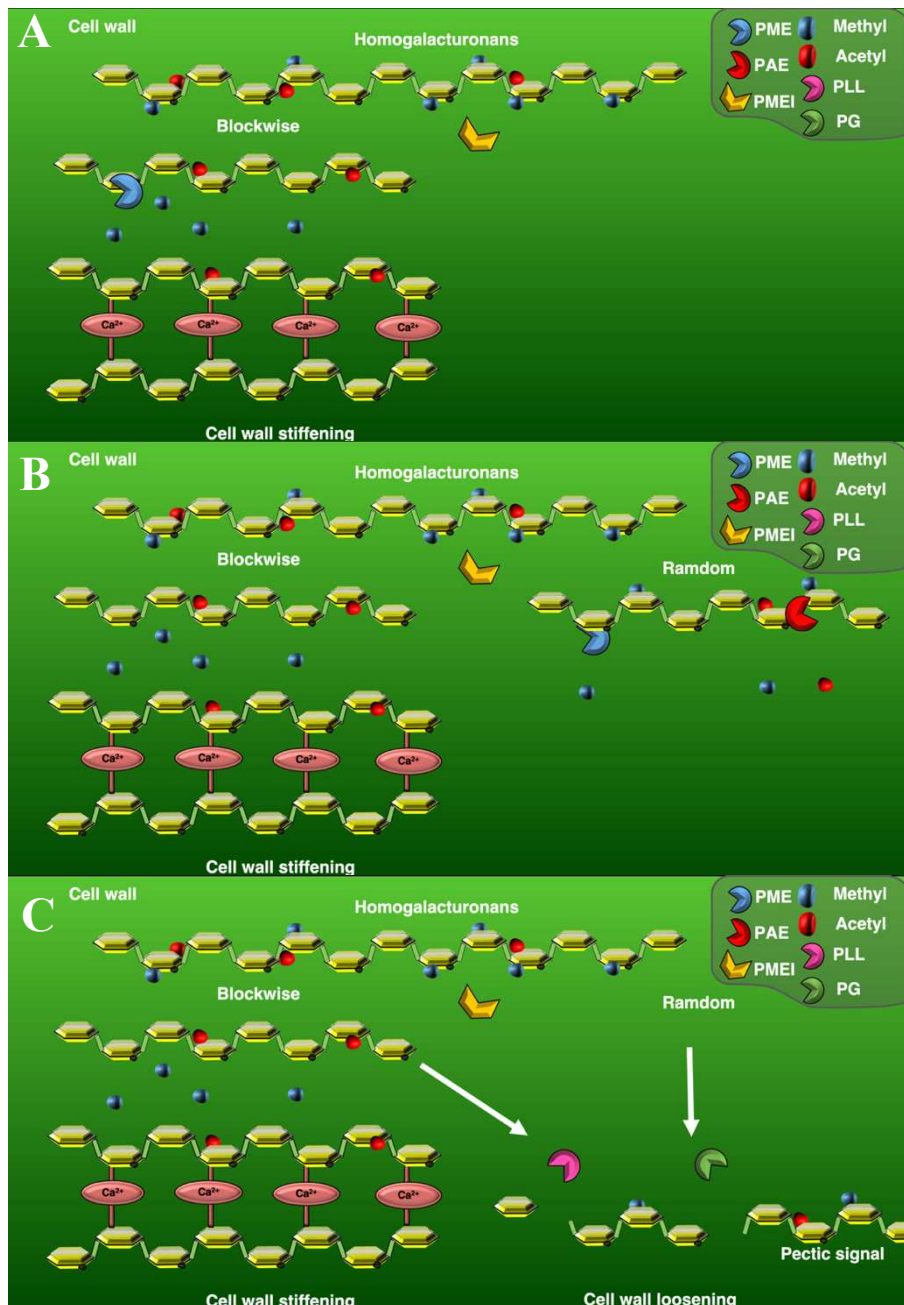 A
Cell wall
Homogalacturonans
PME
Methyl
PAE
Acetyl
PMEI
PLL
PG
Blockwise
Ca²⁺ Ca²⁺ Ca²⁺ Ca²⁺
Cell wall stiffening
B
Cell wall
Homogalacturonans
PME
Methyl
PAE
Acetyl
PMEI
PLL
PG
Blockwise
Ramdom
Ca²⁺ Ca²⁺ Ca²⁺ Ca²⁺
Cell wall stiffening
C
Cell wall
Homogalacturonans
PME
Methyl
PAE
Acetyl
PMEI
PLL
PG
Blockwise
Ramdom
Ca²⁺ Ca²⁺ Ca²⁺ Ca²⁺
Pectic signal
Cell wall stiffening
Cell wall loosening